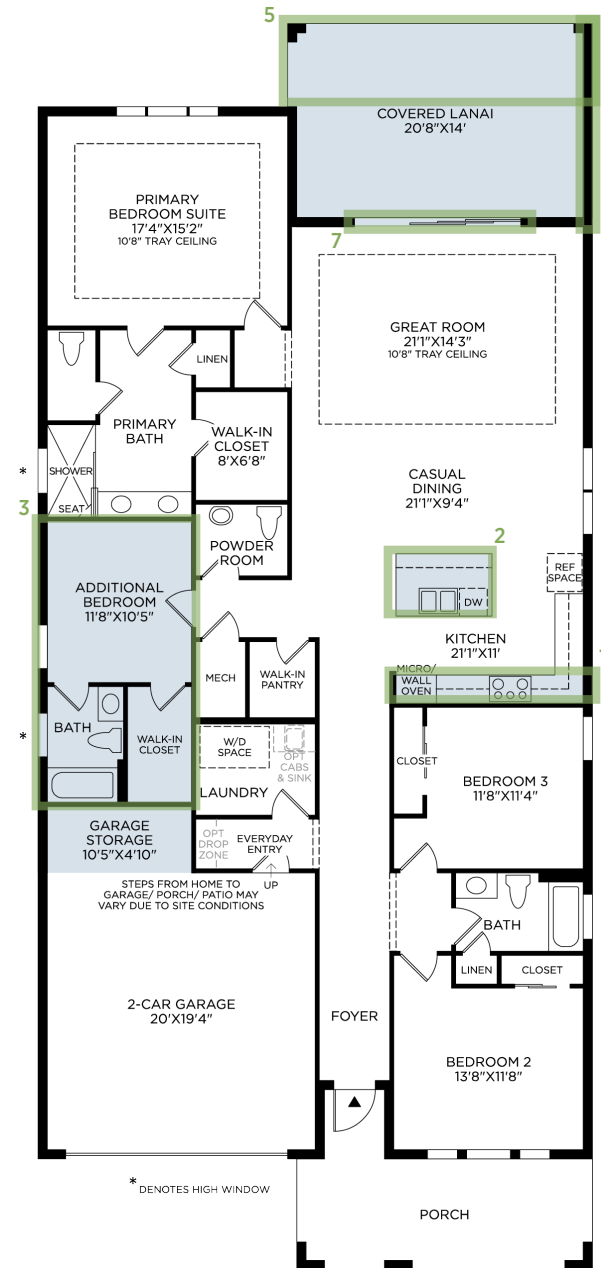 5
COVERED LANAI
20'8"X14'
7
PRIMARY
BEDROOM SUITE
17'4"X15'2"
10'8" TRAY CEILING
GREAT ROOM
21'1"X14'3"
10'8" TRAY CEILING
LINEN
PRIMARY
BATH
WALK-IN
CLOSET
8'X6'8"
*
SHOWER
SEAT
CASUAL
DINING
21'1"X9'4"
3
POWDER
ROOM
2
DW
REF
SPACE
ADDITIONAL
BEDROOM
11'8"X10'5"
KITCHEN
21'1"X11'
MICRO/
WALL
OVEN
MECH
WALK-IN
PANTRY
*
BATH
WALK-IN
CLOSET
W/D
SPACE
OPT
CABS
& SINK
LAUNDRY
CLOSET
BEDROOM 3
11'8"X11'4"
GARAGE
STORAGE
10'5"X4'10"
OPT
DROP
ZONE
EVERYDAY
ENTRY
UP
STEPS FROM HOME TO
GARAGE/ PORCH/ PATIO MAY
VARY DUE TO SITE CONDITIONS
BATH
LINEN
CLOSET
2-CAR GARAGE
20'X19'4"
FOYER
BEDROOM 2
13'8"X11'8"
* DENOTES HIGH WINDOW
PORCH